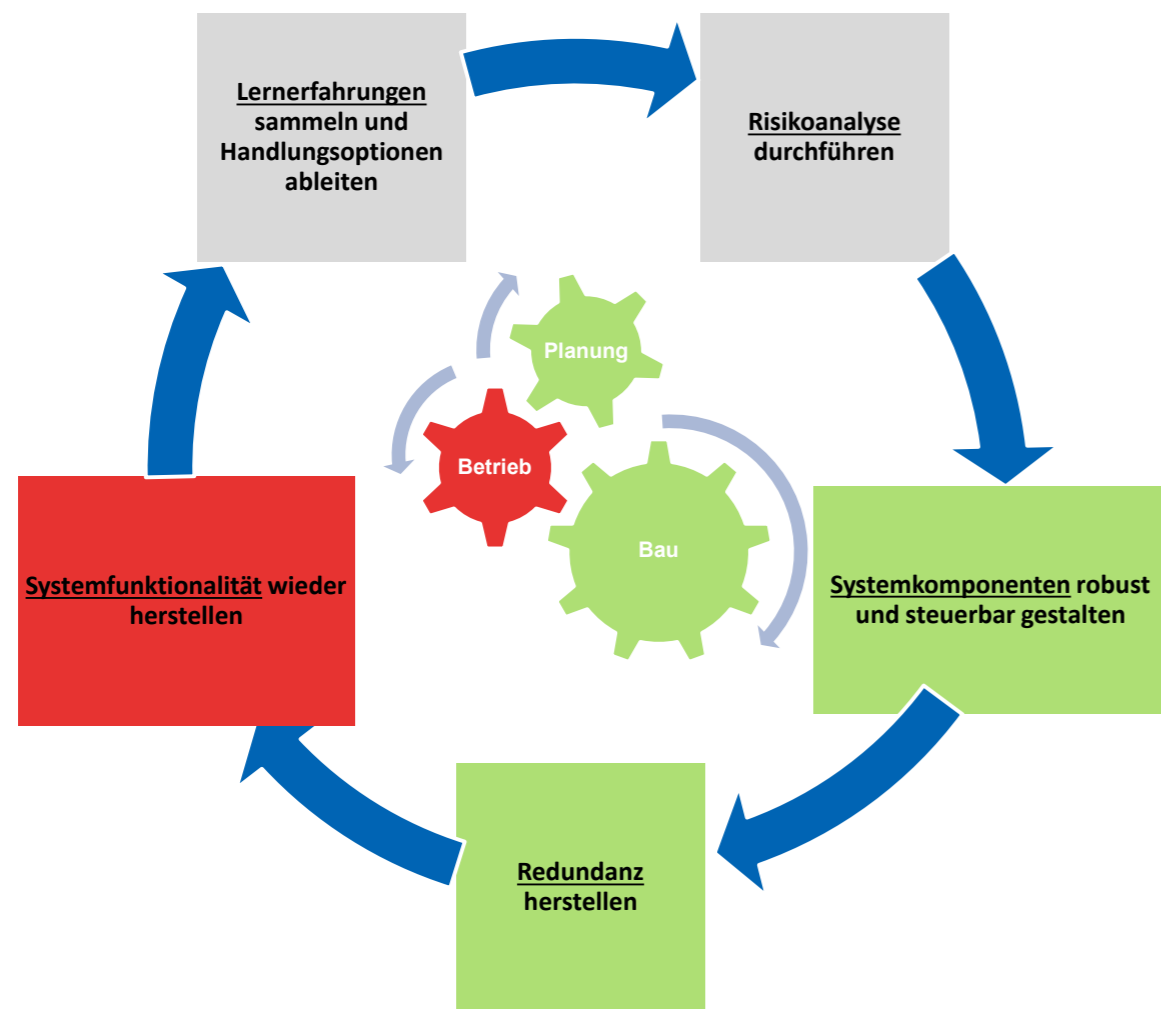 Lernerfahrungen
sammeln und
Handlungsoptionen
ableiten
Risikoanalyse
durchführen
Planung
Betrieb
Bau
Systemfunktionalität wieder
herstellen
Systemkomponenten robust
und steuerbar gestalten
Redundanz
herstellen